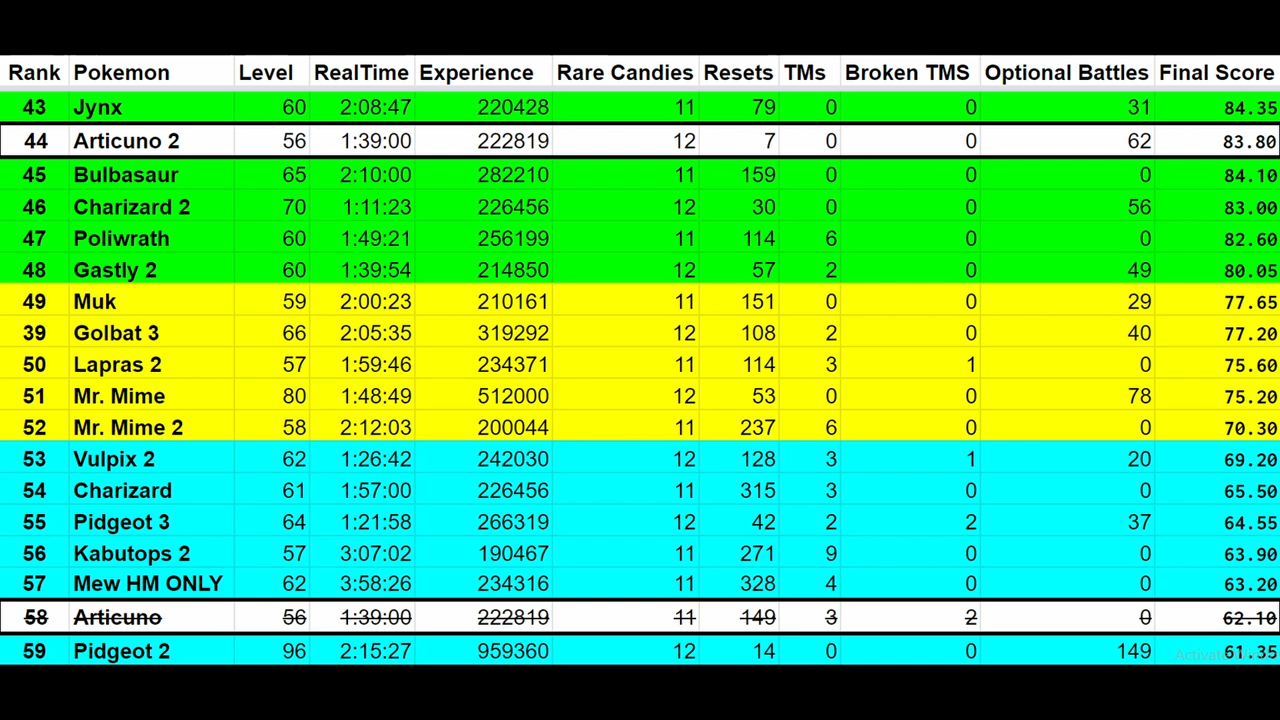 Rank Pokemon Level RealTime Experience Rare Candies Resets TMs Broken TMS Optional Battles Final Score
43 Jynx 60 2:08:47 220428 11 79 0 0 31 84.35
44 Articuno 2 56 1:39:00 222819 12 7 0 0 62 83.80
45 Bulbasaur 65 2:10:00 282210 11 159 0 0 0 84.10
46 Charizard 2 70 1:11:23 226456 12 30 0 0 56 83.00
47 Poliwrath 60 1:49:21 256199 11 114 6 0 0 82.60
48 Gastly 2 60 1:39:54 214850 12 57 2 0 49 80.05
49 Muk 59 2:00:23 210161 11 151 0 0 29 77.65
39 Golbat 3 66 2:05:35 319292 12 108 2 0 40 77.20
50 Lapras 2 57 1:59:46 234371 11 114 3 1 0 75.60
51 Mr. Mime 80 1:48:49 512000 12 53 0 0 78 75.20
52 Mr. Mime 2 58 2:12:03 200044 11 237 6 0 0 70.30
53 Vulpix 2 62 1:26:42 242030 12 128 3 1 20 69.20
54 Charizard 61 1:57:00 226456 11 315 3 0 0 65.50
55 Pidgeot 3 64 1:21:58 266319 12 42 2 2 37 64.55
56 Kabutops 2 57 3:07:02 190467 11 271 9 0 0 63.90
57 Mew HM ONLY 62 3:58:26 234316 11 328 4 0 0 63.20
58 Articuno 56 1:39:00 222819 11 149 3 2 0 62.10
59 Pidgeot 2 96 2:15:27 959360 12 14 0 0 149 61.35